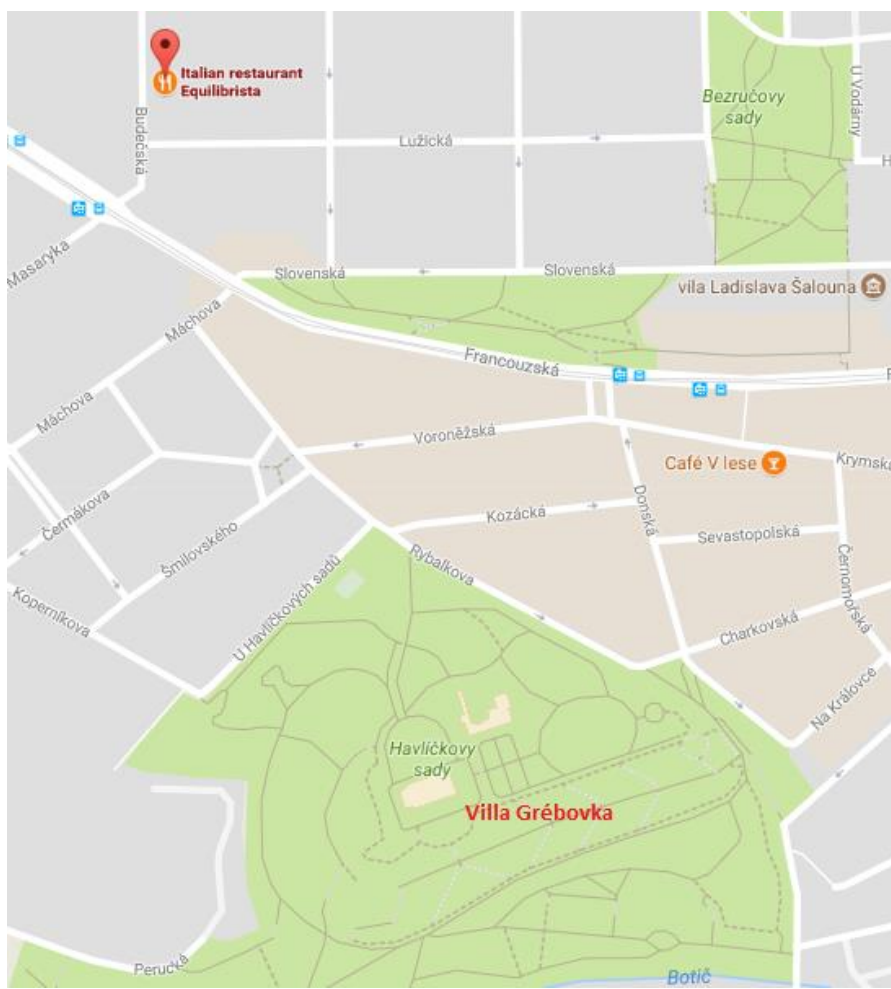 Italian restaurant
Equilibrista
Bezručovy
sady
U Vodárny
Budečská
Lužická
H
Masaryka
Slovenská
Slovenská
vila Ladislava Šalouna
Máchova
Francouzská
F
Máchova
Voroněžská
Café V lese
Krymská
Čermákova
Kozácká
Donská
Sevastopolská
Šmilovského
Rybalkova
Černomořská
Koperníkova
U Havlíčkových sadů
Charkovská
Na Královce
Havlíčkovy
sady
Villa Grébovka
Perucká
Botič